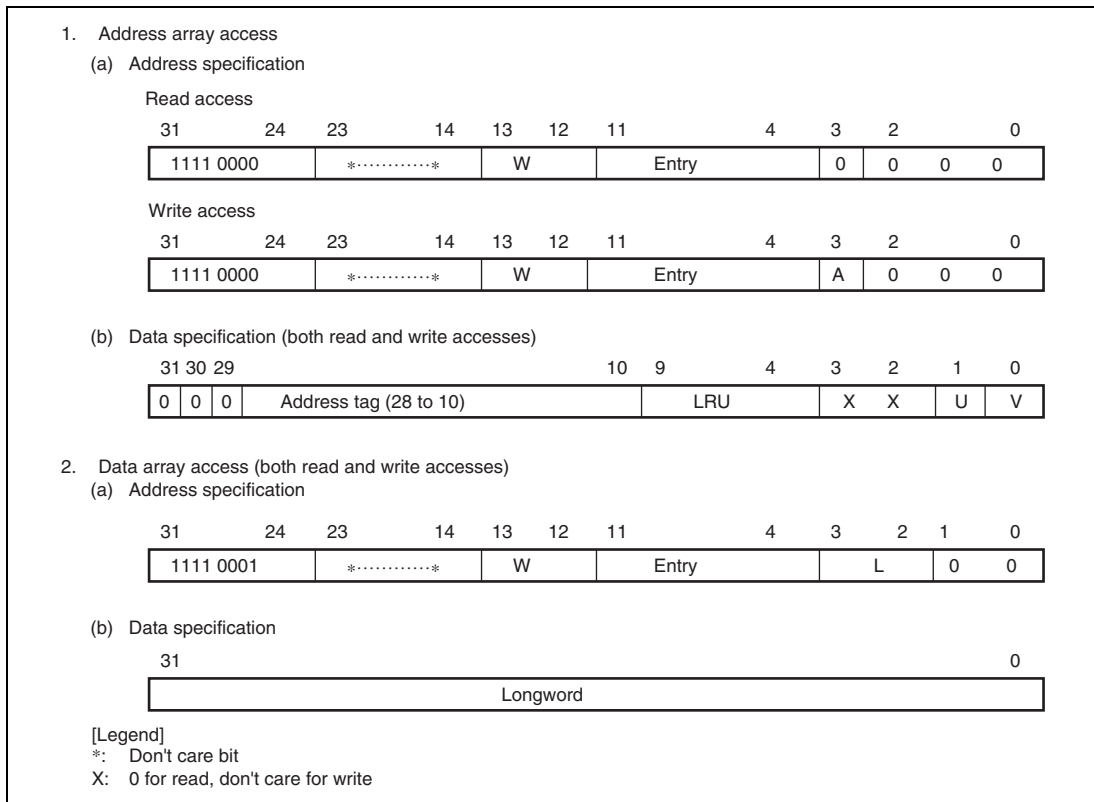 1. Address array access
(a) Address specification
Read access
31 24 23 14 13 12 11 4 3 2 0
1111 0000 *············* W Entry 0 0 0 0
Write access
31 24 23 14 13 12 11 4 3 2 0
1111 0000 *············* W Entry A 0 0 0
(b) Data specification (both read and write accesses)
31 30 29 10 9 4 3 2 1 0
0 0 0 Address tag (28 to 10) LRU X X U V
2. Data array access (both read and write accesses)
(a) Address specification
31 24 23 14 13 12 11 4 3 2 1 0
1111 0001 *············* W Entry L 0 0
(b) Data specification
31 0
Longword
[Legend]
*: Don't care bit
X: 0 for read, don't care for write